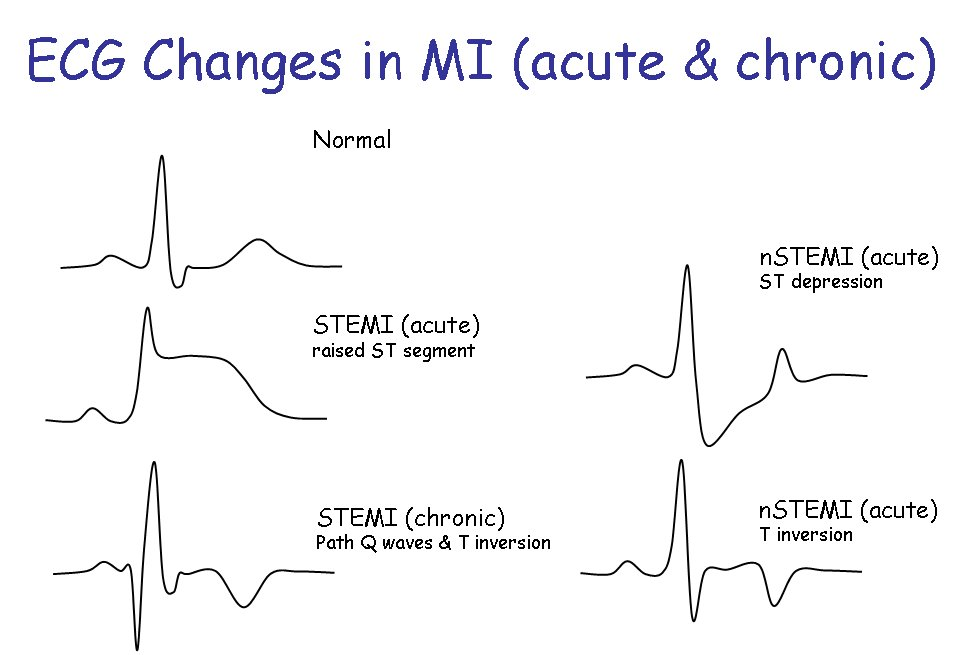 ECG Changes in MI (acute & chronic)
Normal
STEMI (acute)
raised ST segment
STEMI (chronic)
Path Q waves & T inversion
nSTEMI (acute)
ST depression
nSTEMI (acute)
T inversion